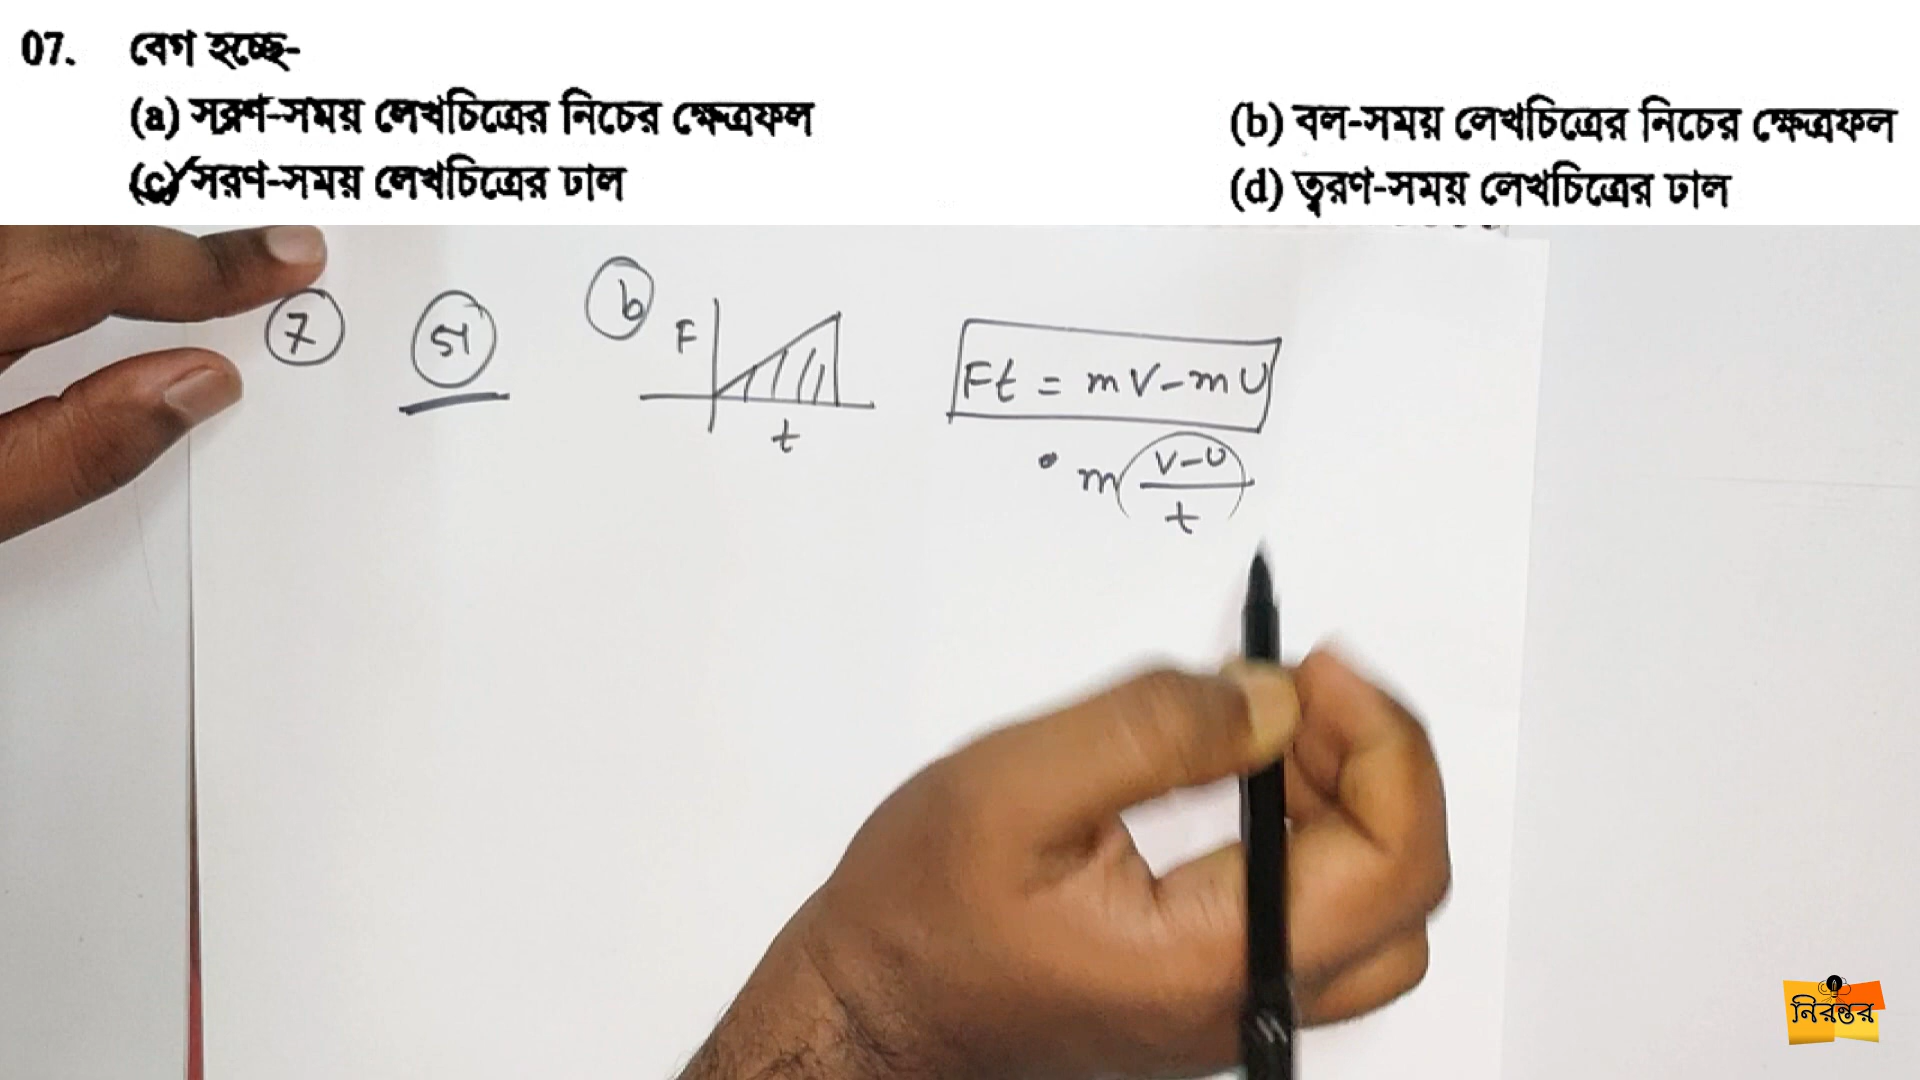 07. বেগ হচ্ছে-
(a) সরণ-সময় লেখচিত্রের নিচের ক্ষেত্রফল
(b) বল-সময় লেখচিত্রের নিচের ক্ষেত্রফল
(c) সরণ-সময় লেখচিত্রের ঢাল
(d) ত্বরণ-সময় লেখচিত্রের ঢাল
7
b
F
t
Ft = mv-mu
m(v-u/t)
নিরন্তর